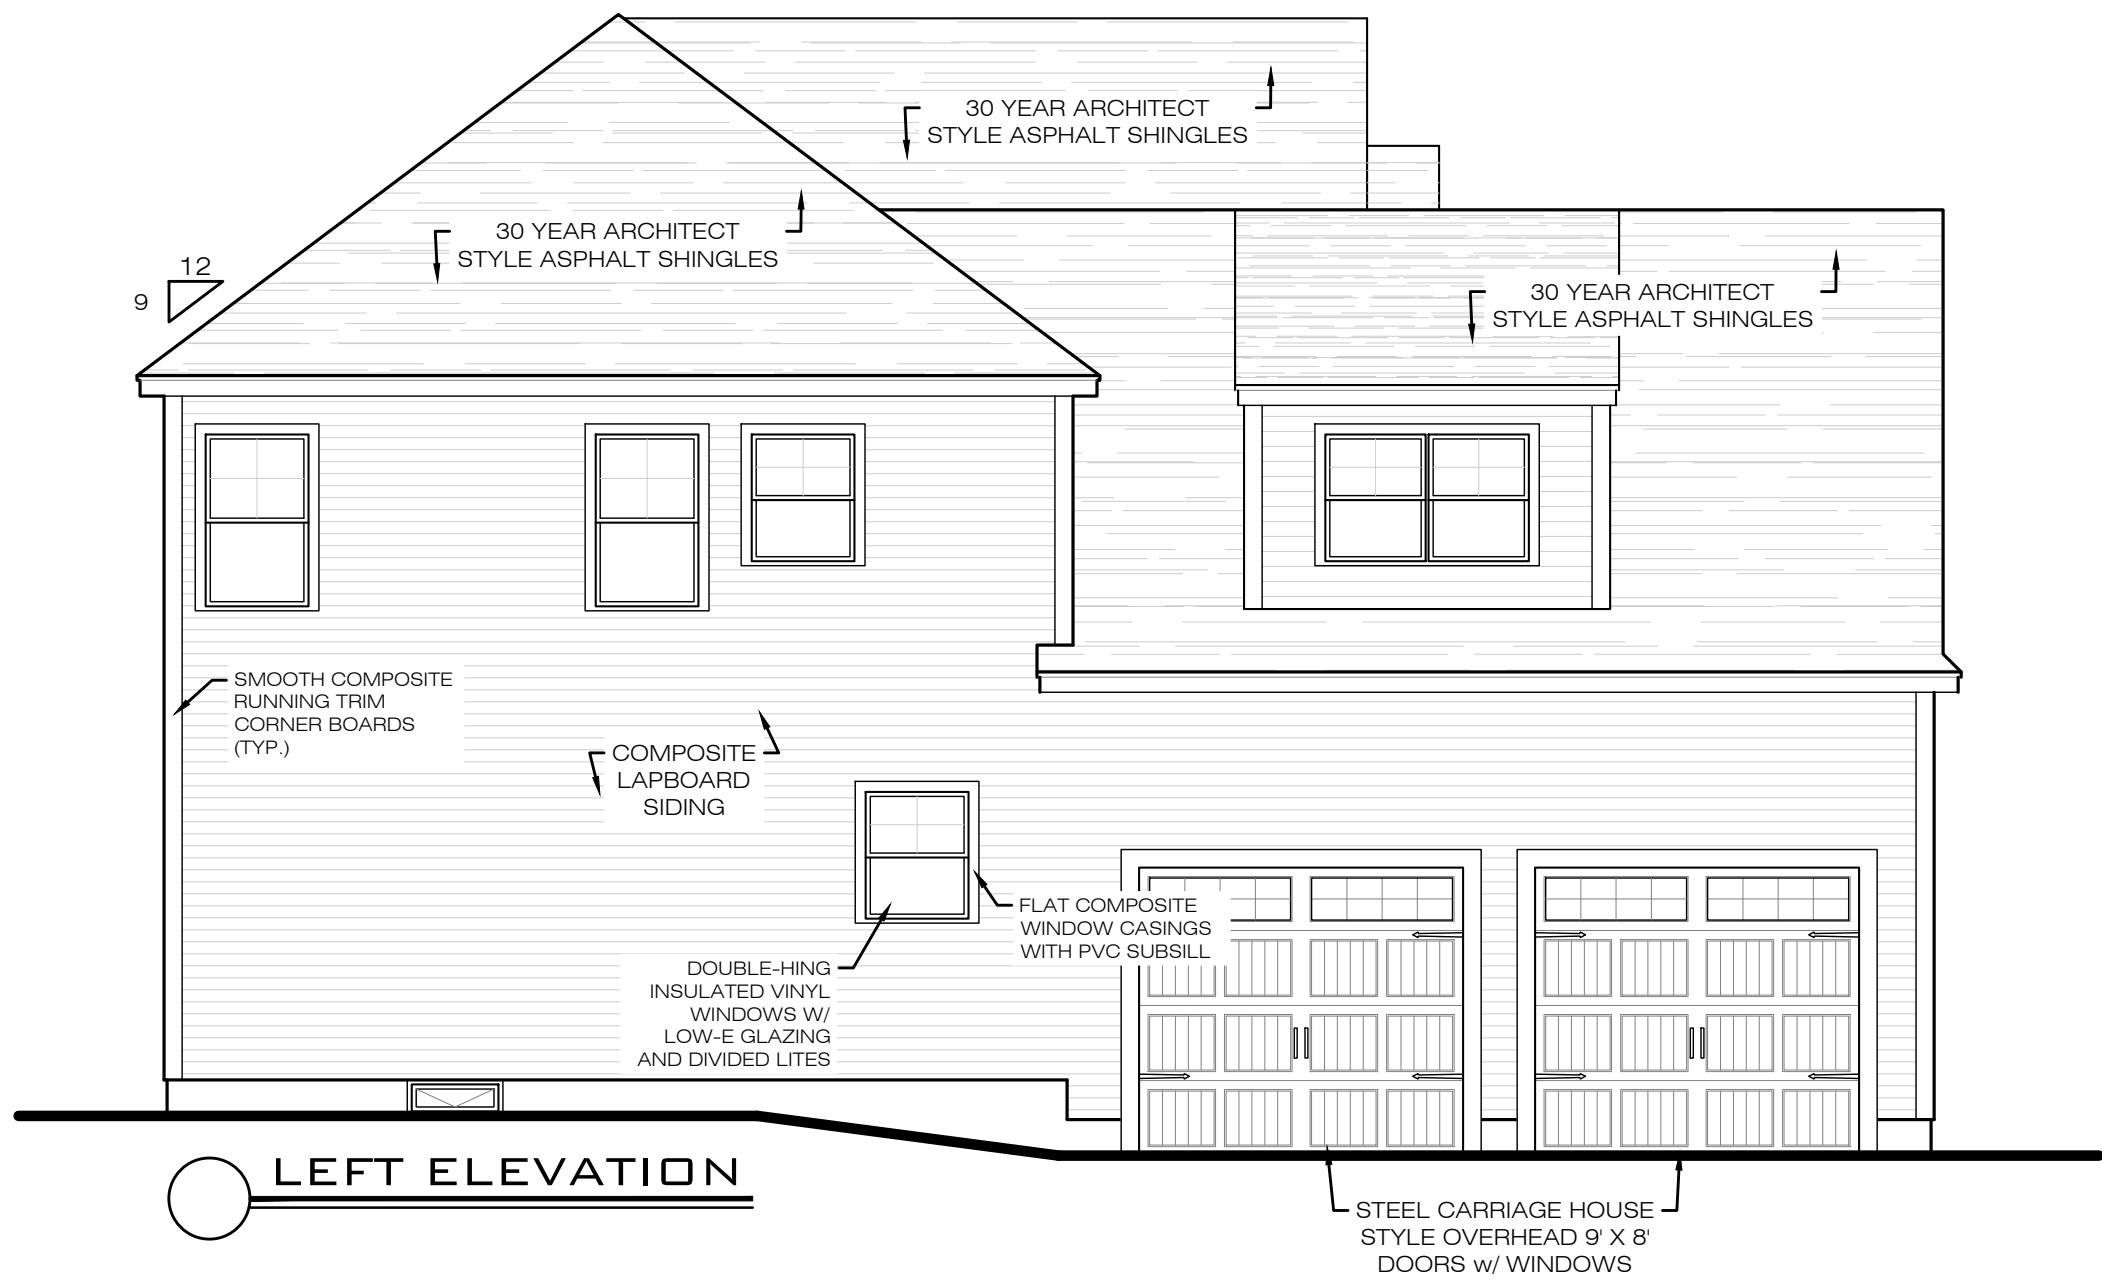 30 YEAR ARCHITECT
STYLE ASPHALT SHINGLES
30 YEAR ARCHITECT
STYLE ASPHALT SHINGLES
12
9
30 YEAR ARCHITECT
STYLE ASPHALT SHINGLES
SMOOTH COMPOSITE
RUNNING TRIM
CORNER BOARDS
(TYP.)
COMPOSITE
LAPBOARD
SIDING
FLAT COMPOSITE
WINDOW CASINGS
WITH PVC SUBSILL
DOUBLE-HING
INSULATED VINYL
WINDOWS W/
LOW-E GLAZING
AND DIVIDED LITES
LEFT ELEVATION
STEEL CARRIAGE HOUSE
STYLE OVERHEAD 9' X 8'
DOORS w/ WINDOWS